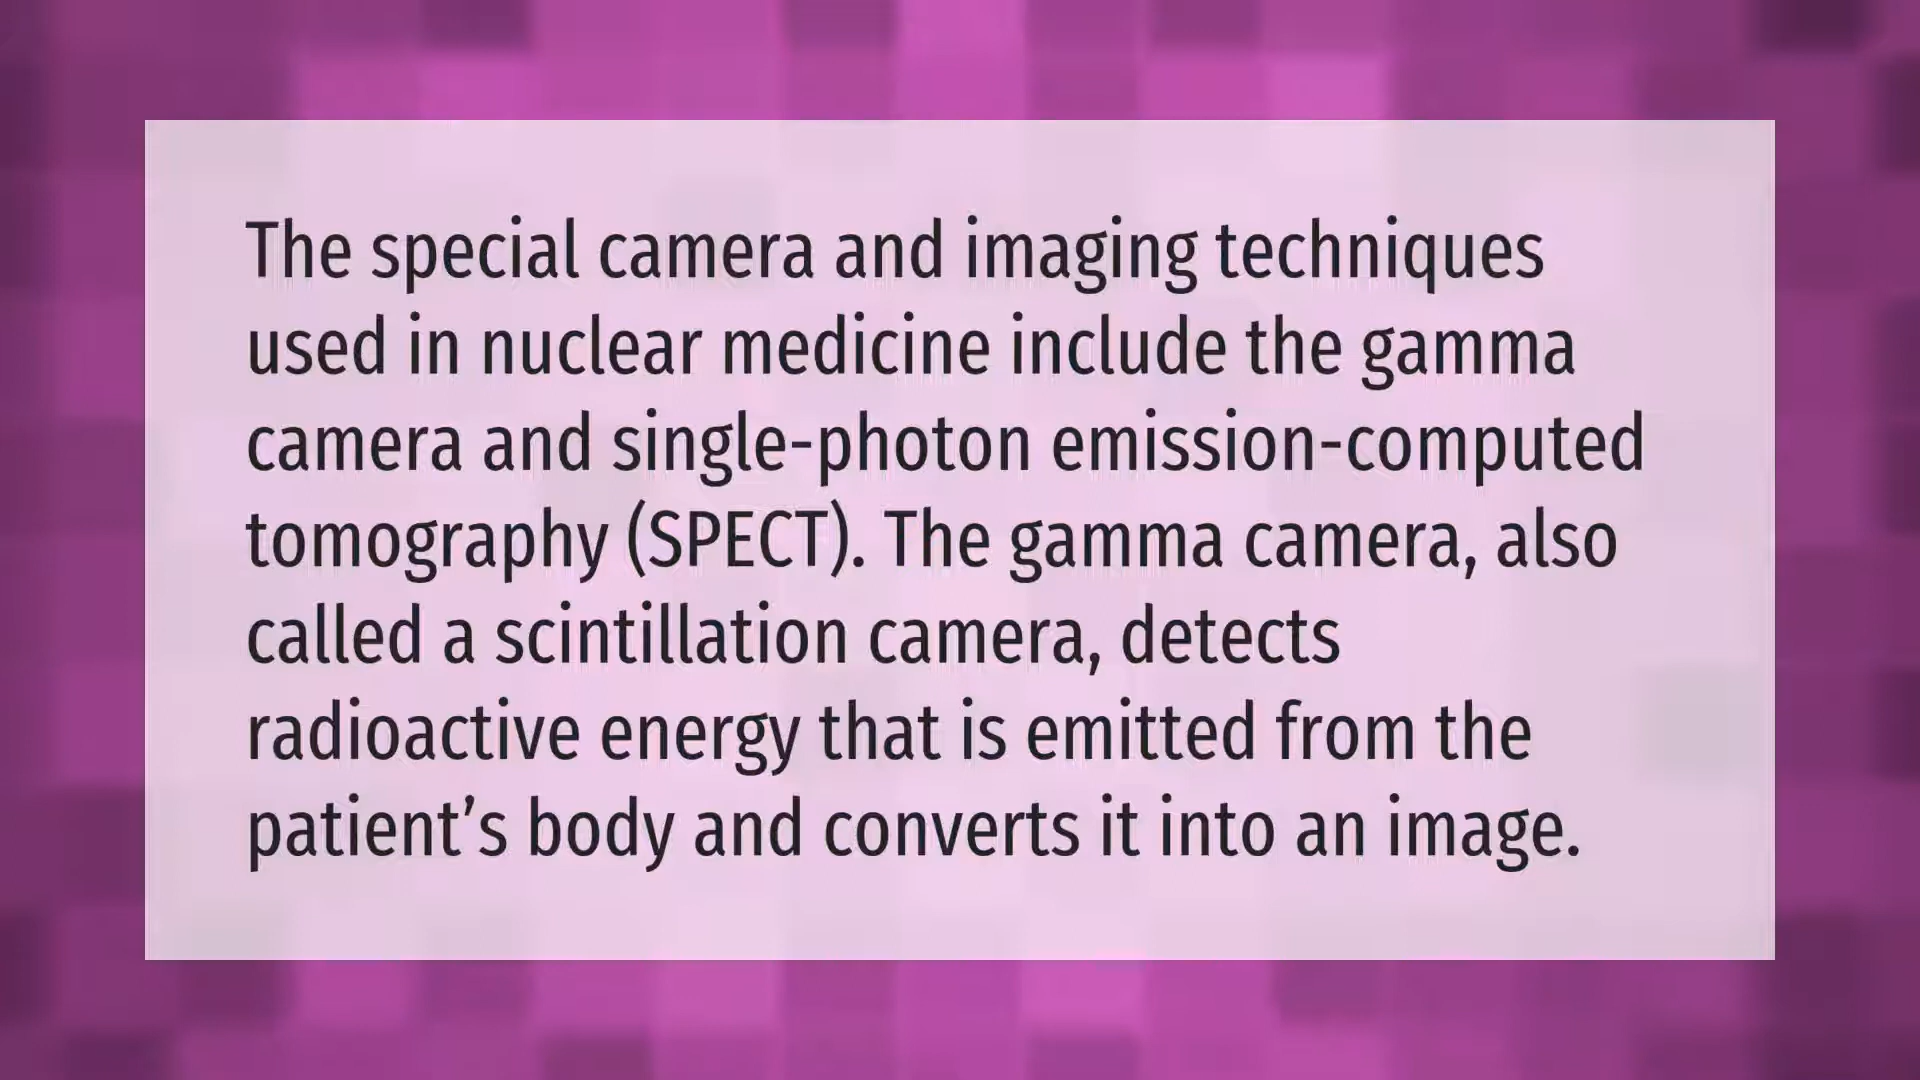 The special camera and imaging techniques
used in nuclear medicine include the gamma
camera and single-photon emission-computed
tomography (SPECT). The gamma camera, also
called a scintillation camera, detects
radioactive energy that is emitted from the
patient’s body and converts it into an image.